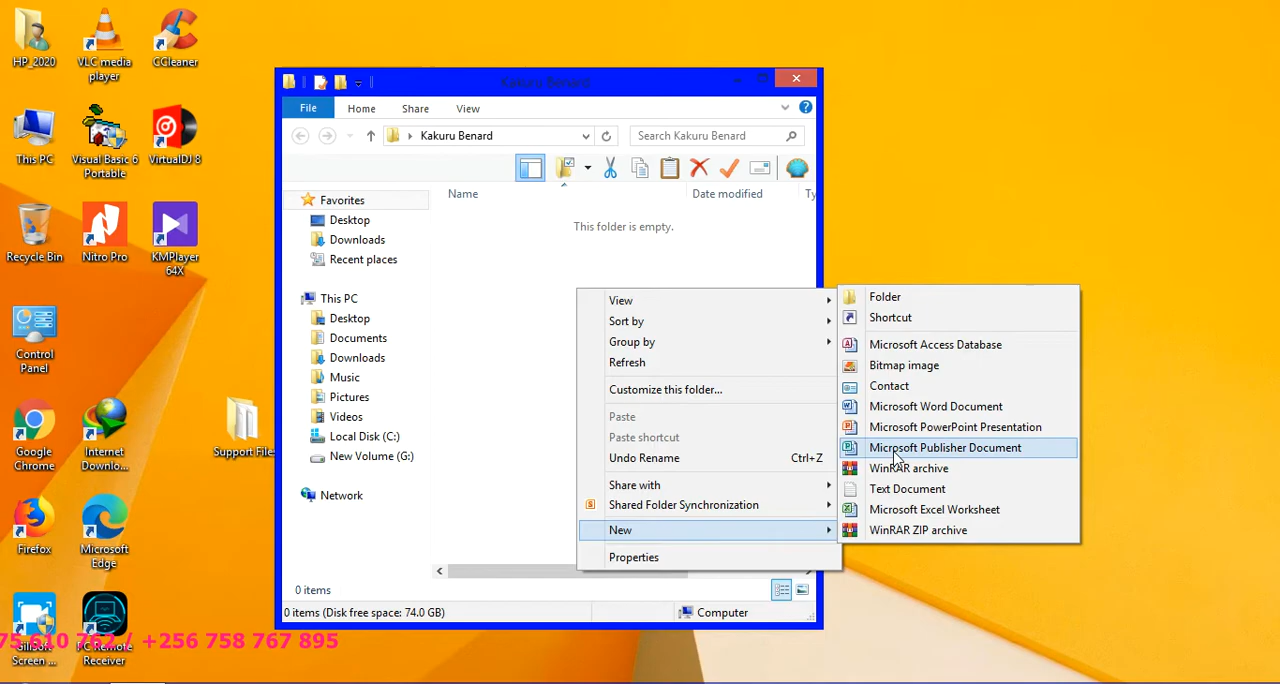 HP_2020
VLC media
player
CCleaner
This PC
Visual Basic 6
Portable
VirtualDJ 8
Recycle Bin
Nitro Pro
KMPlayer
64X
Control
Panel
Google
Chrome
Internet
Downlo...
Support File
Firefox
Microsoft
Edge
Screen ...
PC Remote
Receiver
75 610 762 / +256 758 767 895
Kakuru Benard
File
Home
Share
View
Kakuru Benard
Search Kakuru Benard
Name
Date modified
Ty
This folder is empty.
Favorites
Desktop
Downloads
Recent places
This PC
Desktop
Documents
Downloads
Music
Pictures
Videos
Local Disk (C:)
New Volume (G:)
Network
0 items
0 items (Disk free space: 74.0 GB)
Computer
View
Sort by
Group by
Refresh
Customize this folder...
Paste
Paste shortcut
Undo Rename Ctrl+Z
Share with
Shared Folder Synchronization
New
Properties
Folder
Shortcut
Microsoft Access Database
Bitmap image
Contact
Microsoft Word Document
Microsoft PowerPoint Presentation
Microsoft Publisher Document
WinRAR archive
Text Document
Microsoft Excel Worksheet
WinRAR ZIP archive